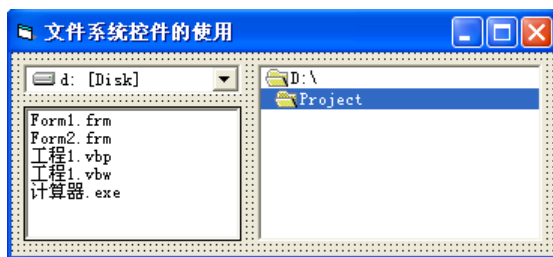 文件系统控件的使用
d: [Disk]
D:\
Project
Form1.frm
Form2.frm
工程1.vbp
工程1.vbw
计算器.exe